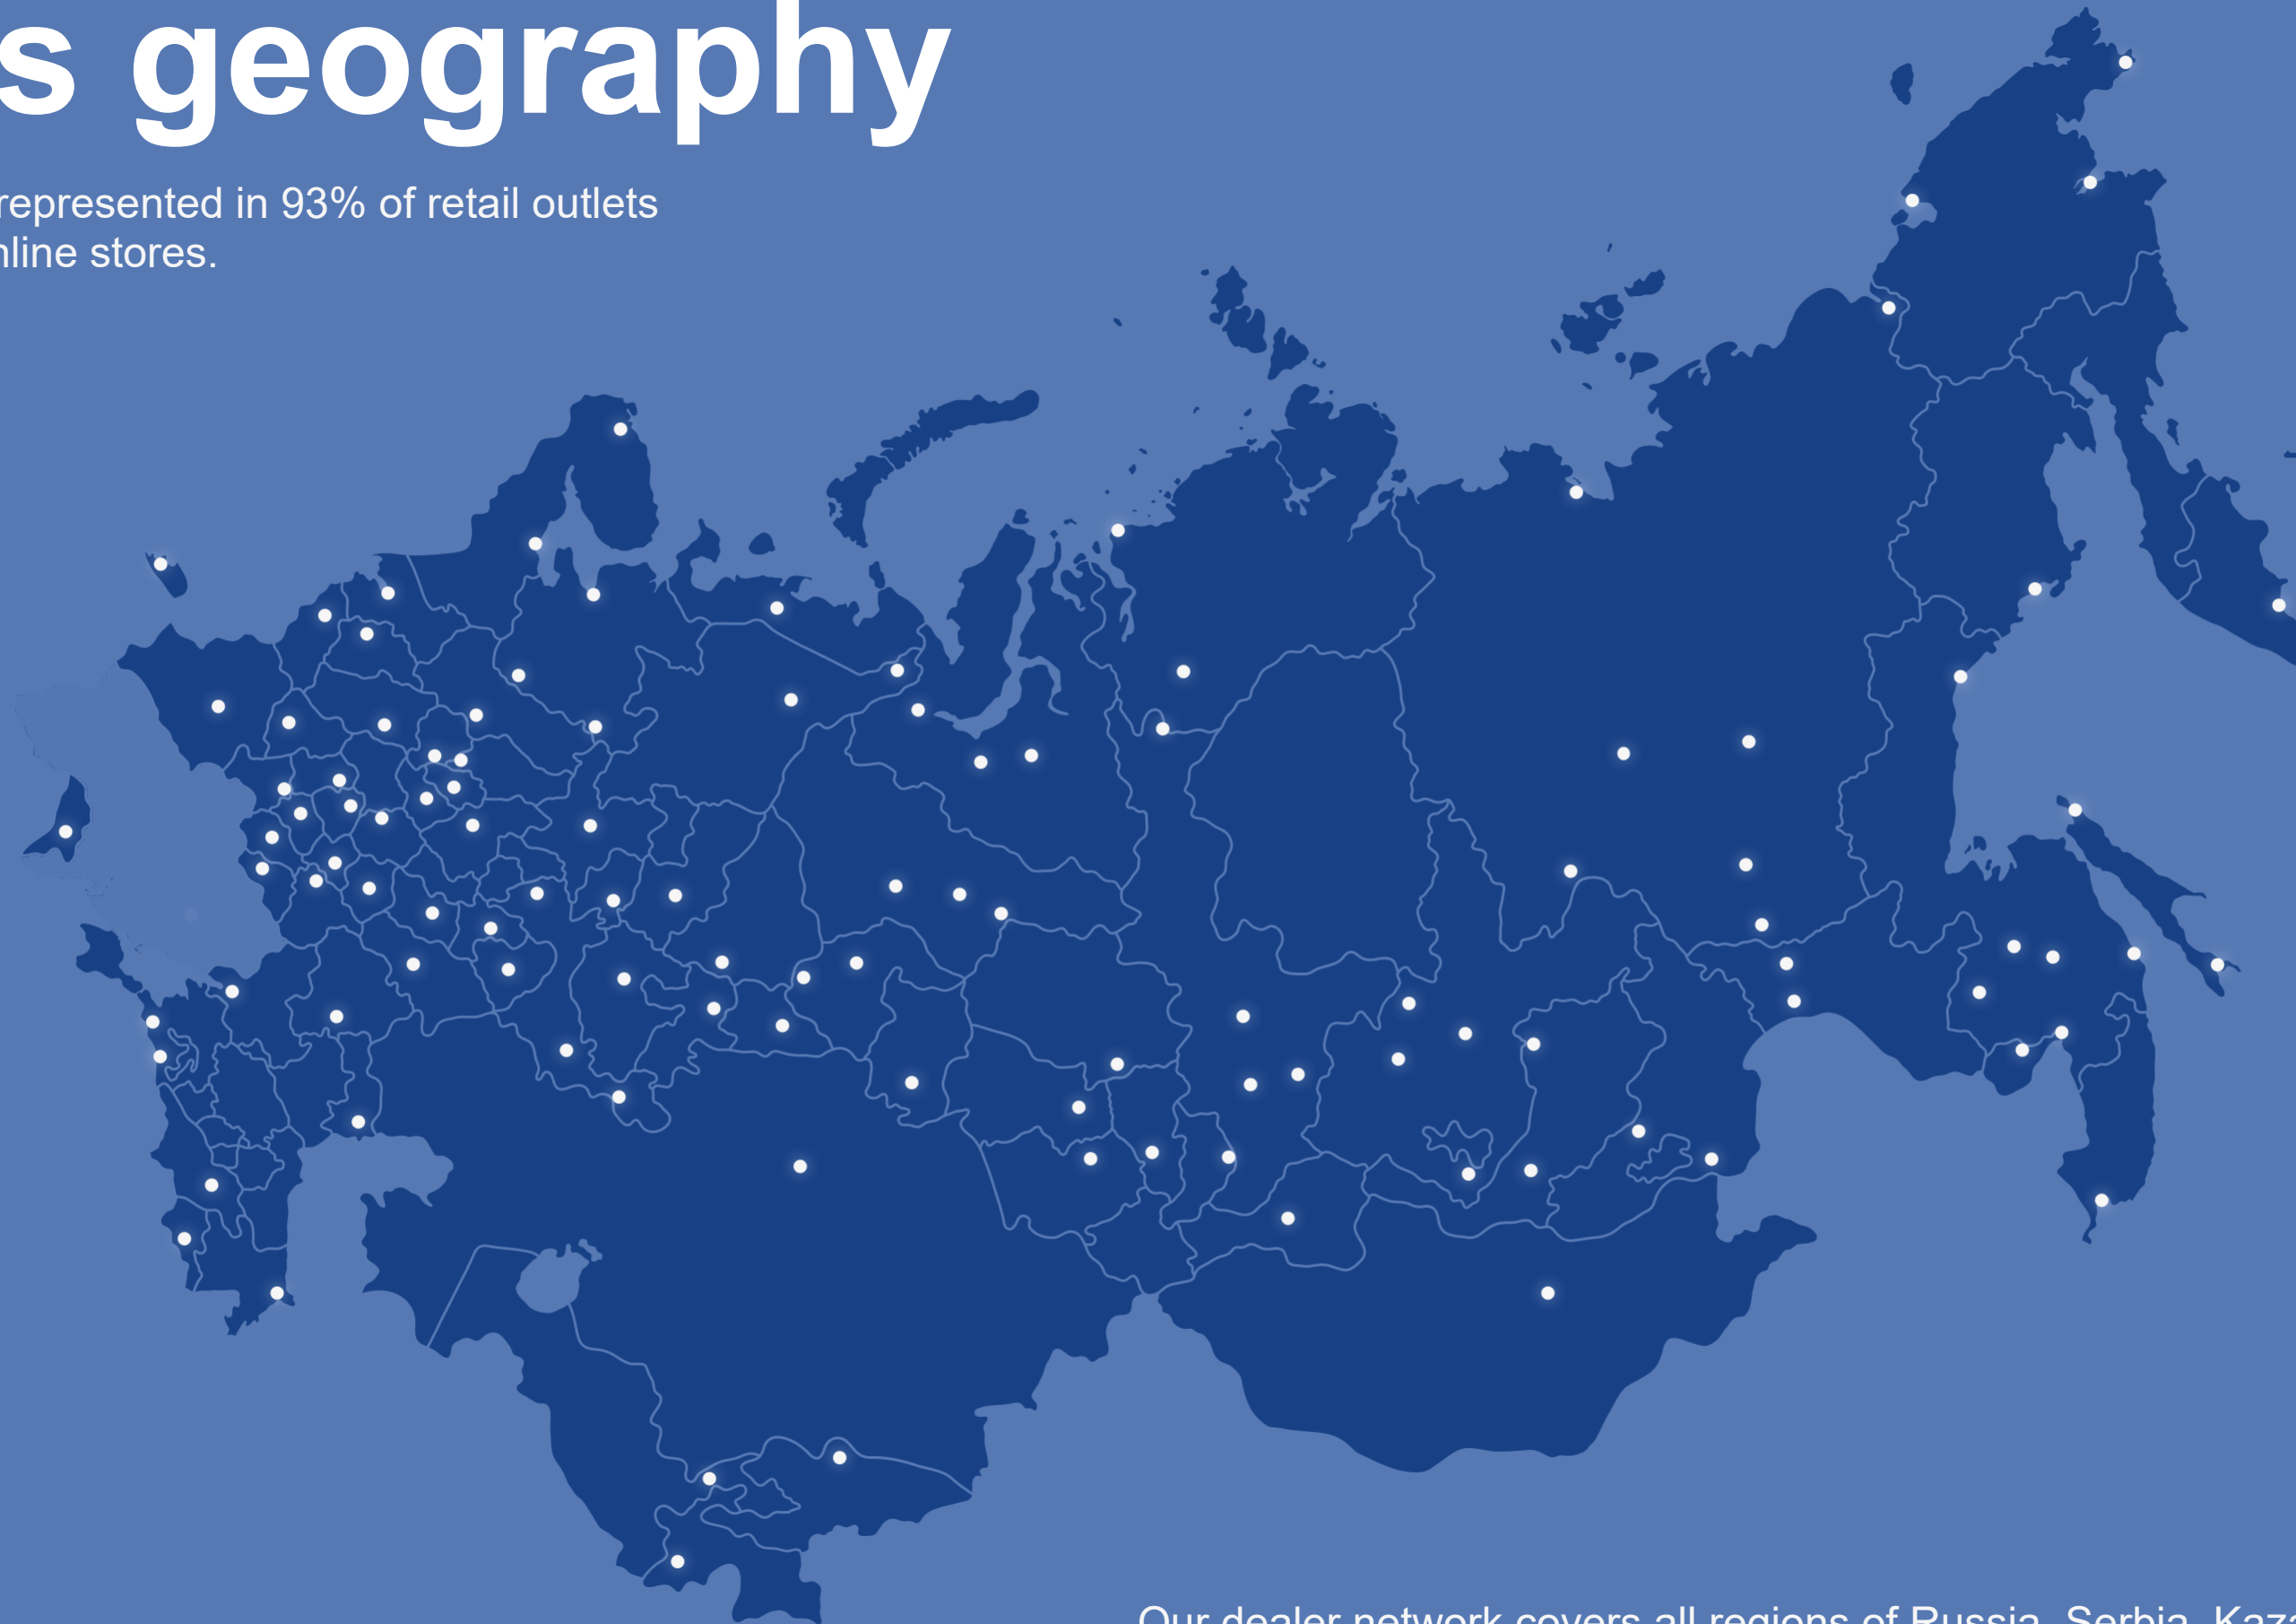 s geography
represented in 93% of retail outlets
nline stores.
Our dealer network covers all regions of Russia, Serbia, Kaza